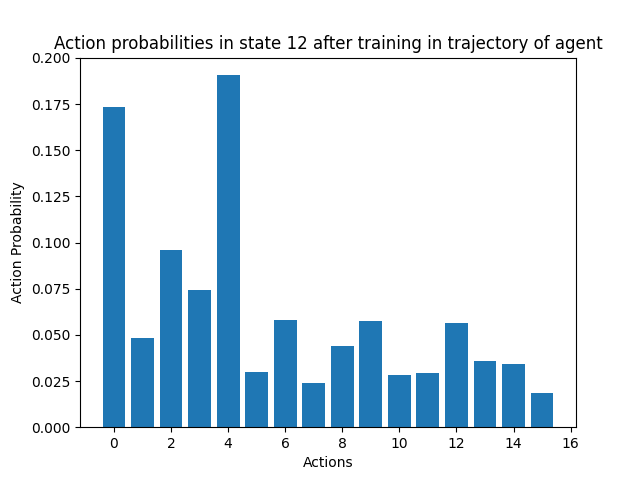 Action probabilities in state 12 after training in trajectory of agent
0.200
0.175
0.150
0.125
0.100
0.075
0.050
0.025
0.000
Action Probability
0 2 4 6 8 10 12 14 16
Actions